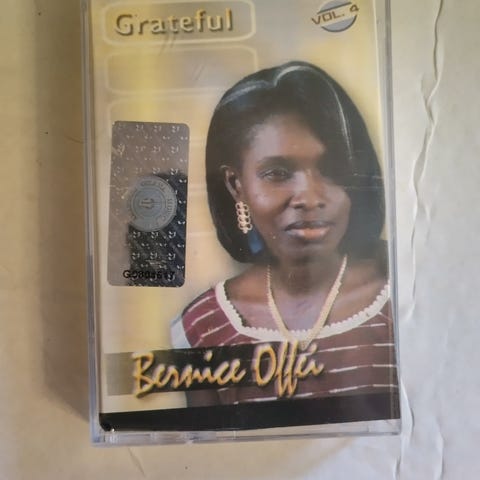 Grateful
VOL. 4
Bernice Offei